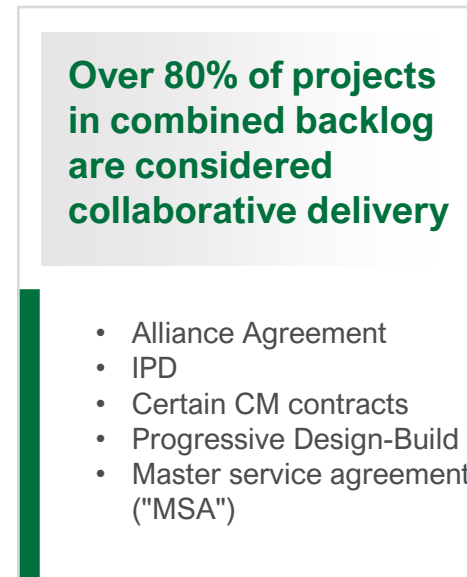 Over 80% of projects
in combined backlog
are considered
collaborative delivery
• Alliance Agreement
• IPD
• Certain CM contracts
• Progressive Design-Build
• Master service agreement
("MSA")